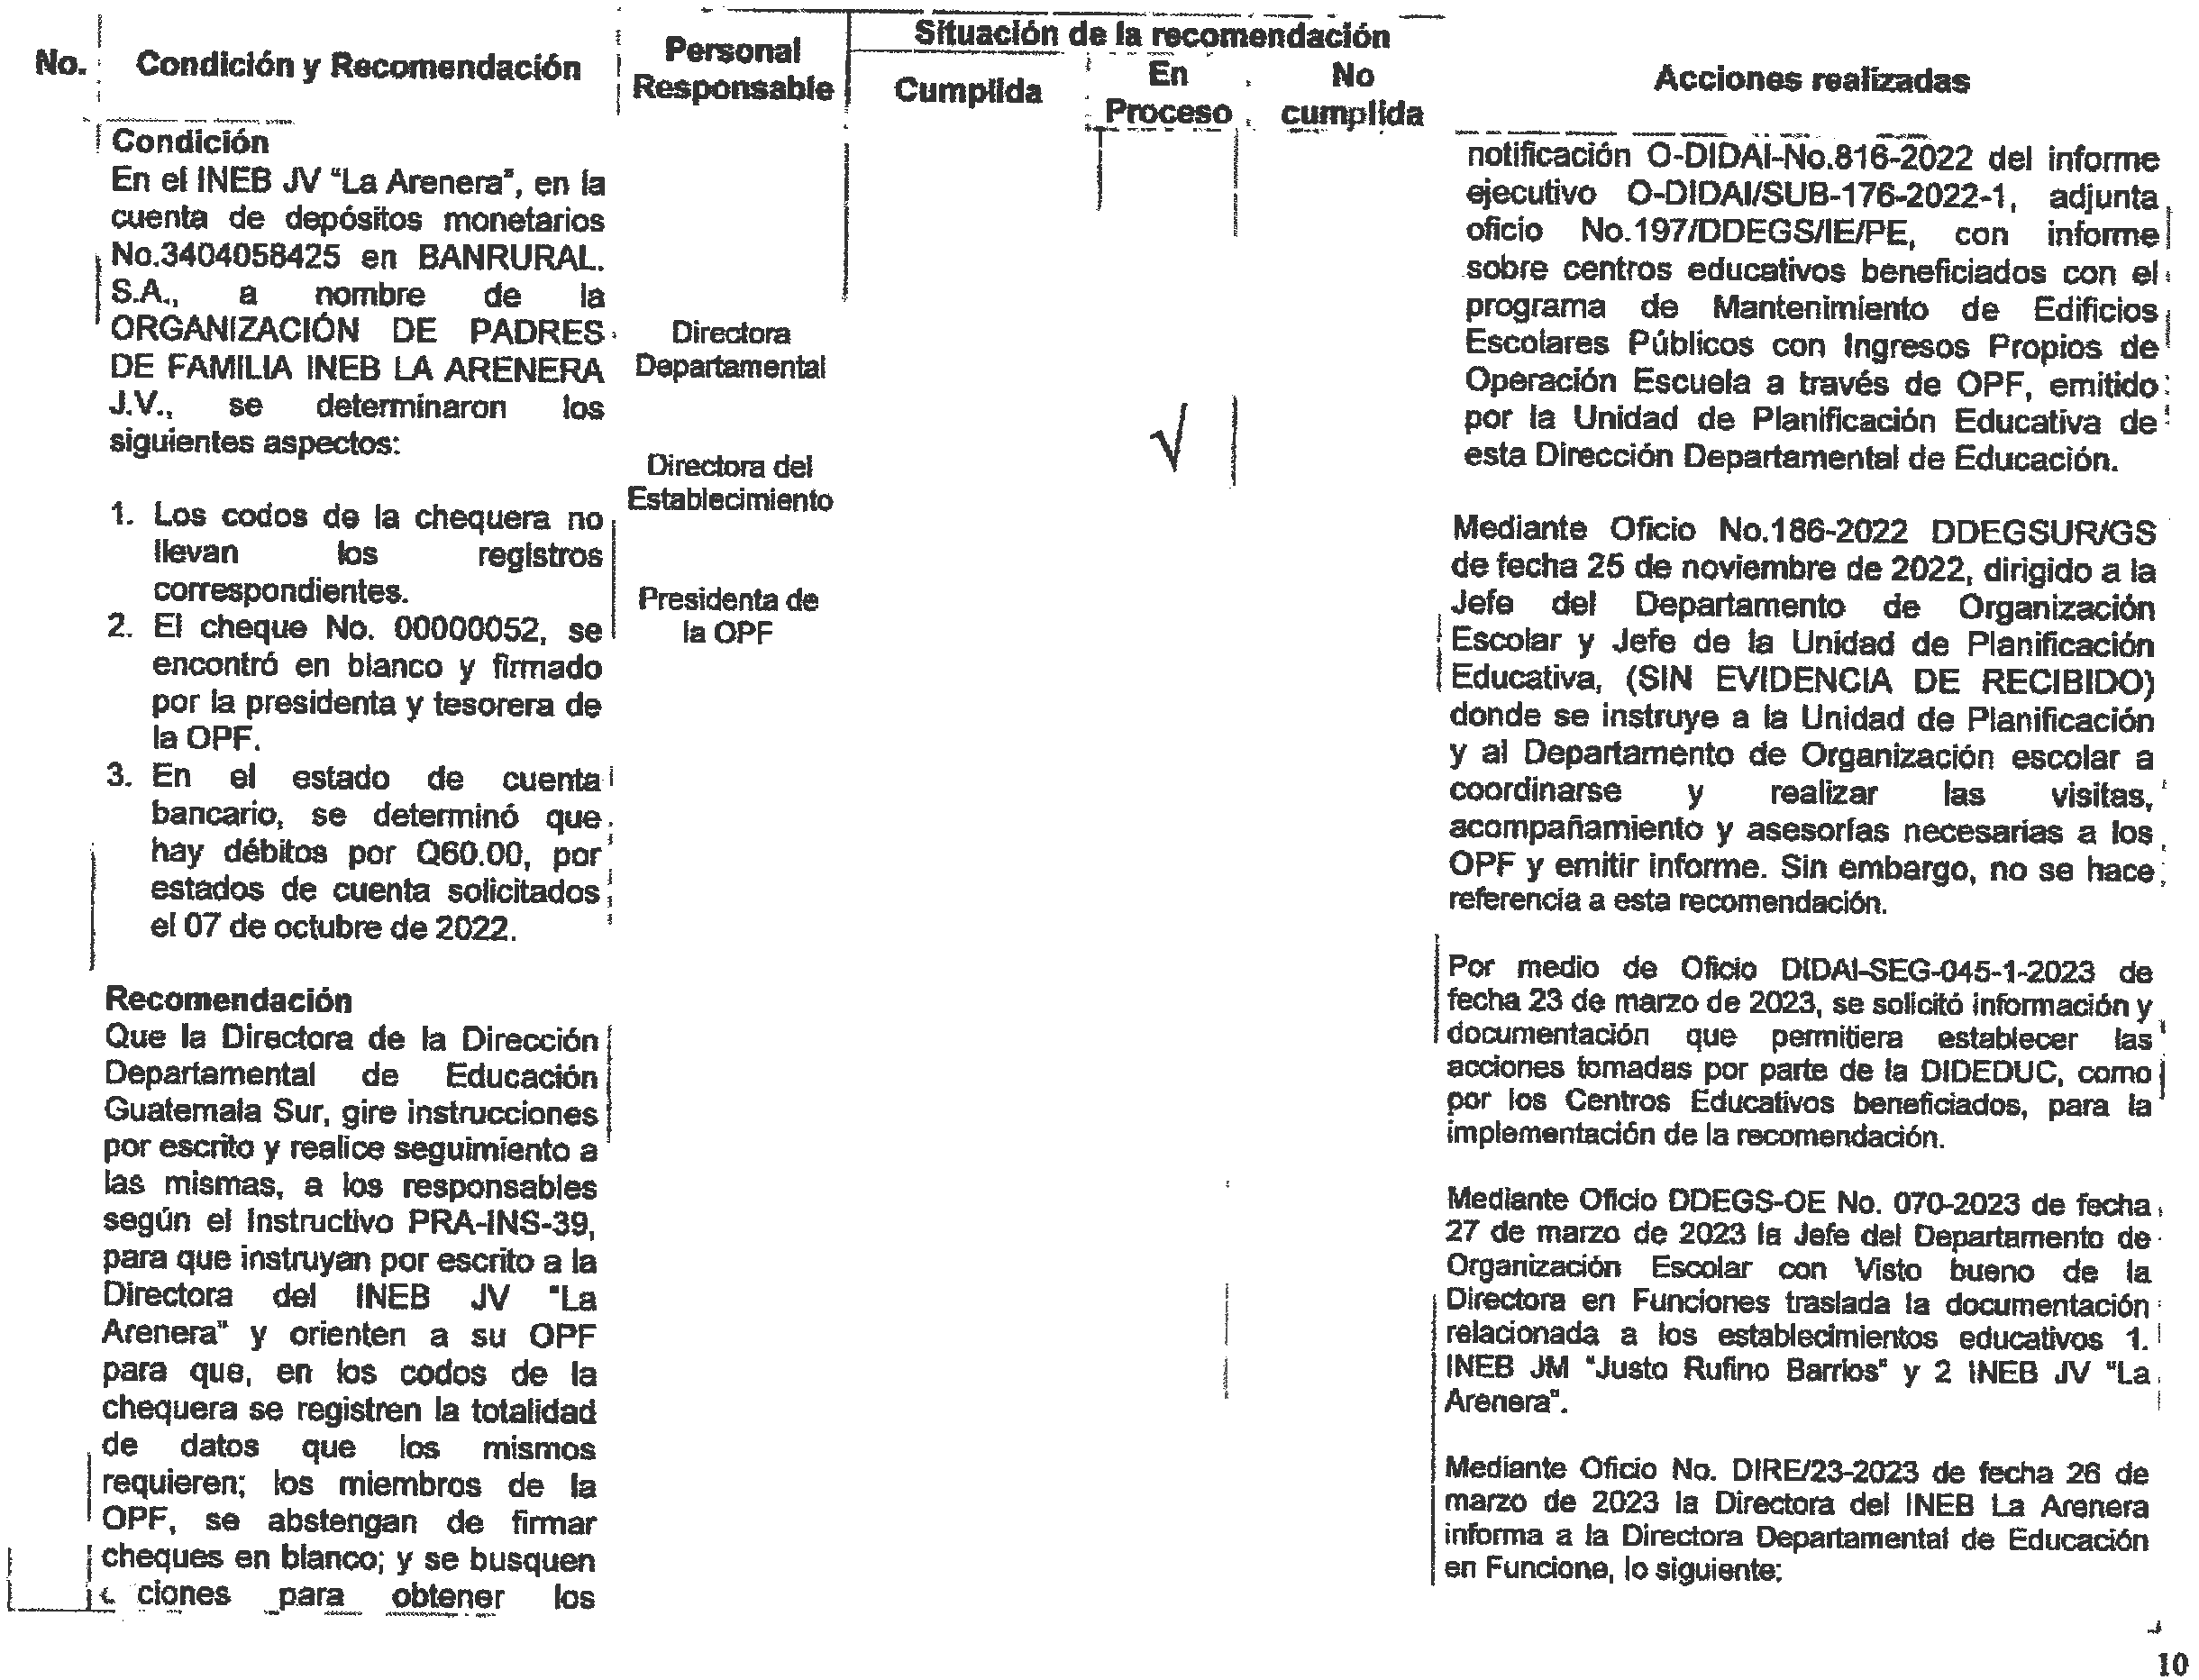 No.
Condición y Recomendación
Personal
Responsable
Situación de la recomendación
Cumplida
En
Proceso
No
cumplida
Acciones realizadas
Condición
En el INEB JV "La Arenera", en la
cuenta de depósitos monetarios
No.3404058425 en BANRURAL.
S.A., a nombre de la
ORGANIZACIÓN DE PADRES
DE FAMILIA INEB LA ARENERA
J.V., se determinaron los
siguientes aspectos:
1. Los codos de la chequera no
llevan los registros
correspondientes.
2. El cheque No. 00000052, se
encontró en blanco y firmado
por la presidenta y tesorera de
la OPF.
3. En el estado de cuenta
bancario, se determinó que
hay débitos por Q60.00, por
estados de cuenta solicitados
el 07 de octubre de 2022.
Recomendación
Que la Directora de la Dirección
Departamental de Educación
Guatemala Sur, gire instrucciones
por escrito y realice seguimiento a
las mismas, a los responsables
según el Instructivo PRA-INS-39,
para que instruyan por escrito a la
Directora del INEB JV "La
Arenera" y orienten a su OPF
para que, en los codos de la
chequera se registren la totalidad
de datos que los mismos
requieren; los miembros de la
OPF, se abstengan de firmar
cheques en blanco; y se busquen
ciones para obtener los
Directora
Departamental
Directora del
Establecimiento
Presidenta de
la OPF
√
notificación O-DIDAI-No.816-2022 del informe
ejecutivo O-DIDAI/SUB-176-2022-1, adjunta
oficio No.197/DDEGS/IE/PE, con informe
sobre centros educativos beneficiados con el
programa de Mantenimiento de Edificios
Escolares Públicos con Ingresos Propios de
Operación Escuela a través de OPF, emitido
por la Unidad de Planificación Educativa de
esta Dirección Departamental de Educación.
Mediante Oficio No.186-2022 DDEGSUR/GS
de fecha 25 de noviembre de 2022, dirigido a la
Jefe del Departamento de Organización
Escolar y Jefe de la Unidad de Planificación
Educativa, (SIN EVIDENCIA DE RECIBIDO)
donde se instruye a la Unidad de Planificación
y al Departamento de Organización escolar a
coordinarse y realizar las visitas,
acompañamiento y asesorías necesarias a los
OPF y emitir informe. Sin embargo, no se hace
referencia a esta recomendación.
Por medio de Oficio DIDAI-SEG-045-1-2023 de
fecha 23 de marzo de 2023, se solicitó información y
documentación que permitiera establecer las
acciones tomadas por parte de la DIDEDUC, como
por los Centros Educativos beneficiados, para la
implementación de la recomendación.
Mediante Oficio DDEGS-OE No. 070-2023 de fecha
27 de marzo de 2023 la Jefe del Departamento de
Organización Escolar con Visto bueno de la
Directora en Funciones traslada la documentación
relacionada a los establecimientos educativos 1.
INEB JM "Justo Rufino Barrios" y 2 INEB JV "La
Arenera".
Mediante Oficio No. DIRE/23-2023 de fecha 26 de
marzo de 2023 la Directora del INEB La Arenera
informa a la Directora Departamental de Educación
en Funcione, lo siguiente:
10